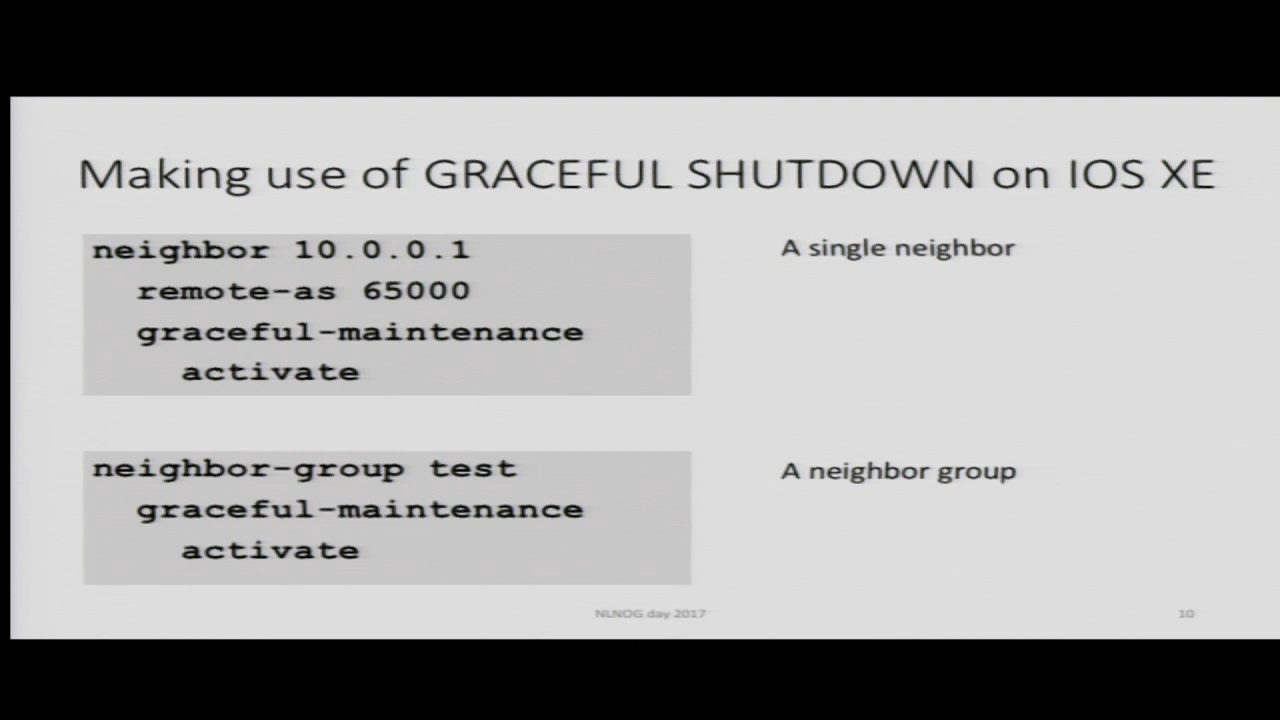 Making use of GRACEFUL SHUTDOWN on IOS XE
neighbor 10.0.0.1
remote-as 65000
graceful-maintenance
activate
A single neighbor
neighbor-group test
graceful-maintenance
activate
A neighbor group
NLNOG day 2017
10